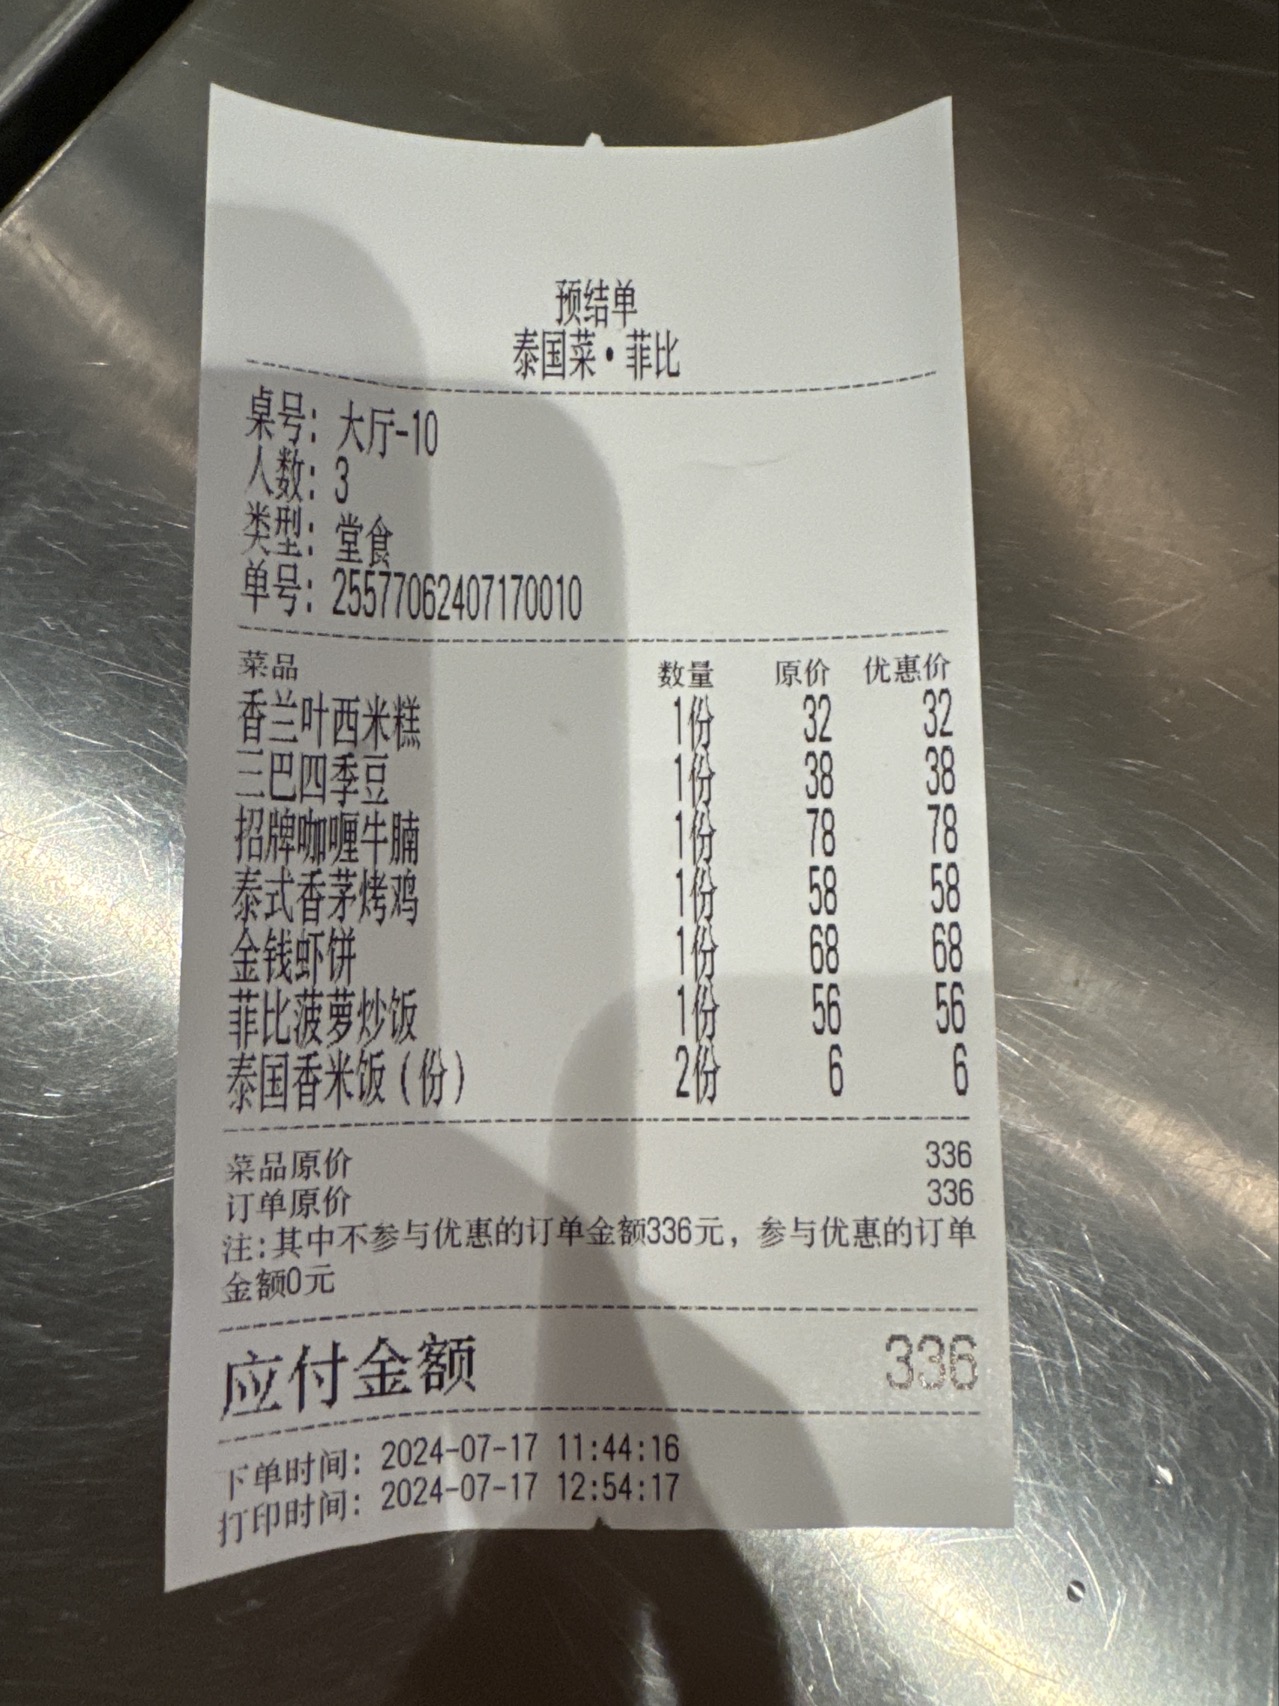 预结单
泰国菜•菲比
桌号: 大厅-10
人数: 3
类型: 堂食
单号: 25577062407170010
菜品 数量 原价 优惠价
香兰叶西米糕 1份 32 32
三巴四季豆 1份 38 38
招牌咖喱牛腩 1份 78 78
泰式香茅烤鸡 1份 58 58
金钱虾饼 1份 68 68
菲比菠萝炒饭 1份 56 56
泰国香米饭(份) 2份 6 6
菜品原价 336
订单原价 336
注:其中不参与优惠的订单金额336元, 参与优惠的订单
金额0元
应付金额 336
下单时间: 2024-07-17 11:44:16
打印时间: 2024-07-17 12:54:17